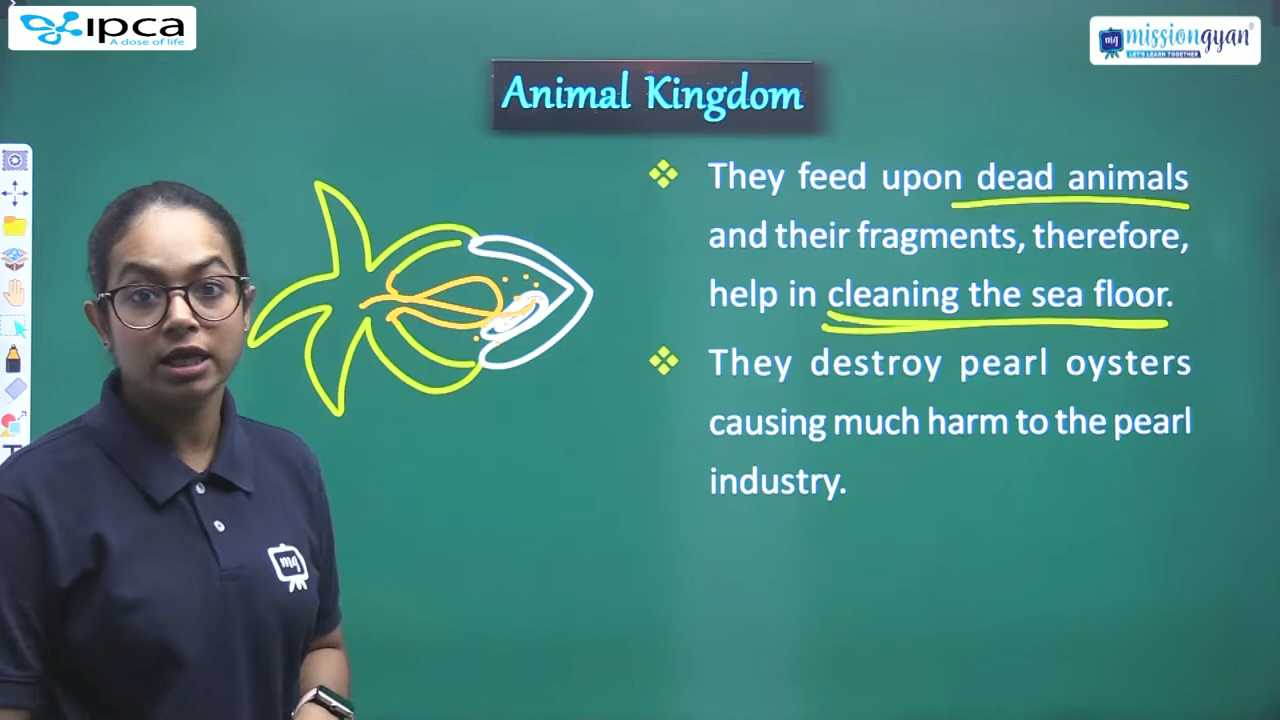 ipca
A dose of life
mg missiongyan®
LET'S LEARN TOGETHER
Animal Kingdom
They feed upon dead animals
and their fragments, therefore,
help in cleaning the sea floor.
They destroy pearl oysters
causing much harm to the pearl
industry.
mg